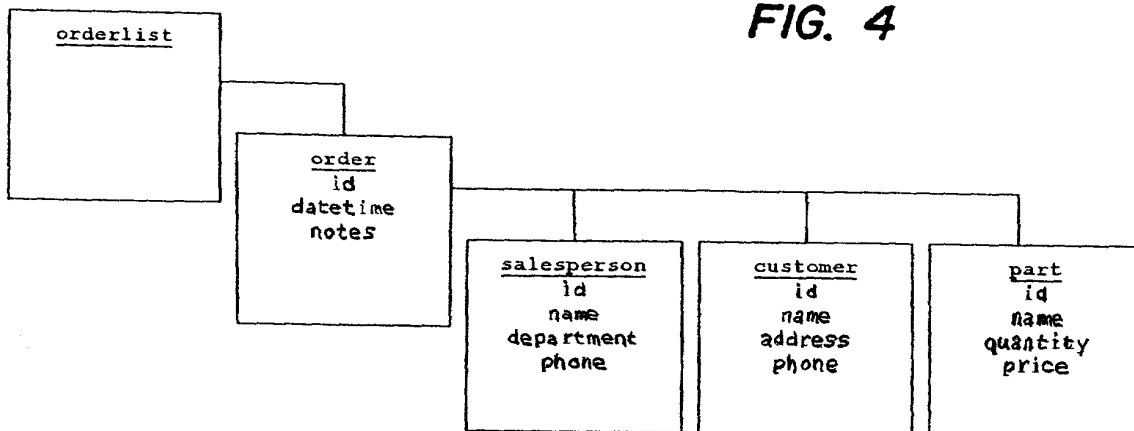 FIG. 4
orderlist
order
id
datetime
notes
salesperson
id
name
department
phone
customer
id
name
address
phone
part
id
name
quantity
price